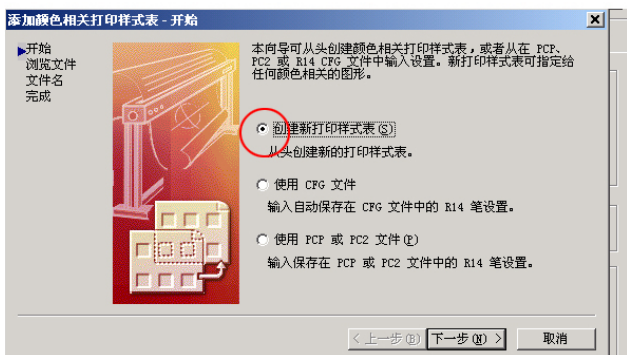 添加颜色相关打印样式表 - 开始
开始
浏览文件
文件名
完成
本向导可从头创建颜色相关打印样式表，或者从在 PCP、
PC2 或 R14 CFG 文件中输入设置。新打印样式表可指定给
任何颜色相关的图形。
创建新打印样式表(S)
从头创建新的打印样式表。
使用 CFG 文件
输入自动保存在 CFG 文件中的 R14 笔设置。
使用 PCP 或 PC2 文件(P)
输入保存在 PCP 或 PC2 文件中的 R14 笔设置。
< 上一步(B) 下一步(N) > 取消